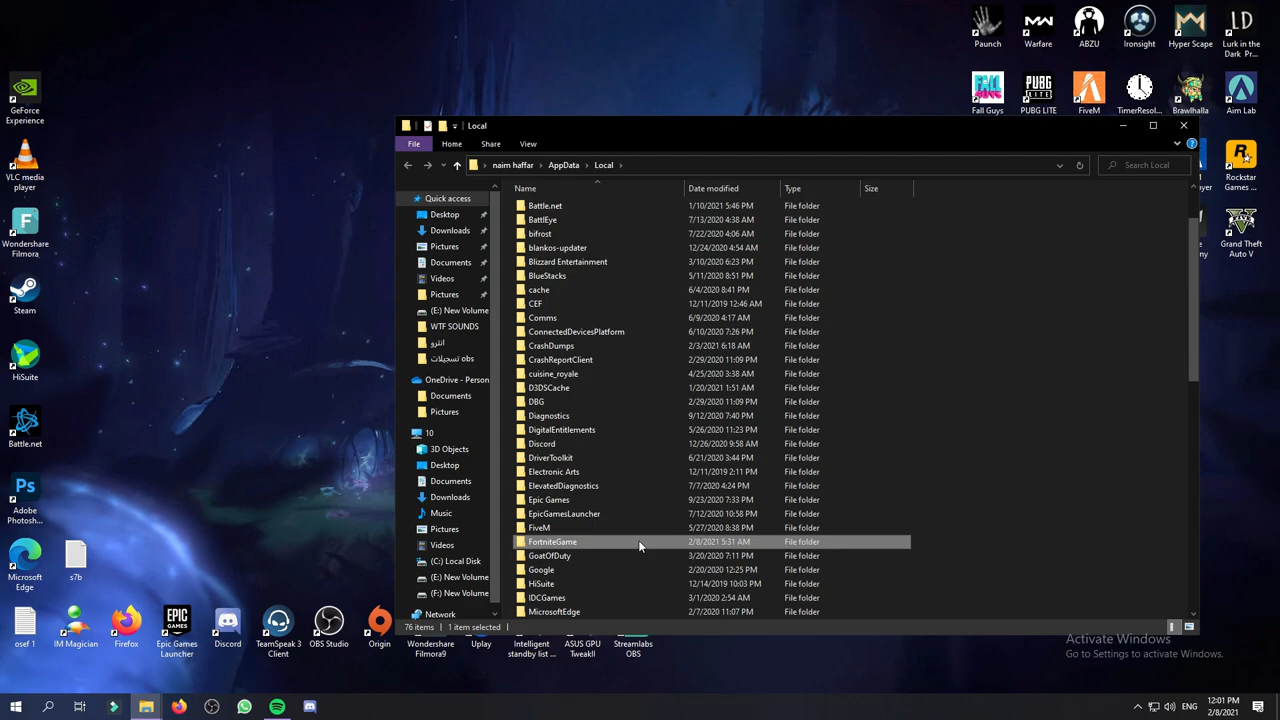 Paunch
Warfare
ABZU
Ironsight
Hyper Scape
Lurk in the
Dark Pr...
GeForce
Experience
Fall Guys
PUBG LITE
FiveM
TimerResol...
Brawlhalla
Aim Lab
VLC media
player
Rockstar
Games ...
Wondershare
Filmora
Grand Theft
Auto V
Steam
HiSuite
Battle.net
Adobe
Photoshop ...
Microsoft
Edge
s7b
Local
File Home Share View
naim haffar > AppData > Local >
Search Local
Name Date modified Type Size
Quick access
Desktop
Downloads
Pictures
Documents
Videos
Pictures
(E:) New Volume
WTF SOUNDS
انترو
obs تسجيلات
OneDrive - Person
Documents
Pictures
10
3D Objects
Desktop
Documents
Downloads
Music
Pictures
Videos
(C:) Local Disk
(E:) New Volume
(F:) New Volume
Network
Battle.net 1/10/2021 5:46 PM File folder
BattlEye 7/13/2020 4:38 AM File folder
bifrost 7/22/2020 4:06 AM File folder
blankos-updater 12/24/2020 4:54 AM File folder
Blizzard Entertainment 3/10/2020 6:23 PM File folder
BlueStacks 5/11/2020 8:51 PM File folder
cache 6/4/2020 8:41 PM File folder
CEF 12/11/2019 12:46 AM File folder
Comms 6/9/2020 4:17 AM File folder
ConnectedDevicesPlatform 6/10/2020 7:26 PM File folder
CrashDumps 2/3/2021 6:18 AM File folder
CrashReportClient 2/29/2020 11:09 PM File folder
cuisine_royale 4/25/2020 3:38 AM File folder
D3DSCache 1/20/2021 1:51 AM File folder
DBG 2/29/2020 11:09 PM File folder
Diagnostics 9/12/2020 7:40 PM File folder
DigitalEntitlements 5/26/2020 11:23 PM File folder
Discord 12/26/2020 9:58 AM File folder
DriverToolkit 6/21/2020 3:44 PM File folder
Electronic Arts 12/11/2019 2:11 PM File folder
ElevatedDiagnostics 7/7/2020 4:24 PM File folder
Epic Games 9/23/2020 7:33 PM File folder
EpicGamesLauncher 7/12/2020 10:58 PM File folder
FiveM 5/27/2020 8:38 PM File folder
FortniteGame 2/8/2021 5:31 AM File folder
GoatOfDuty 3/20/2020 7:11 PM File folder
Google 2/20/2020 12:25 PM File folder
HiSuite 12/14/2019 10:03 PM File folder
IDCGames 3/1/2020 2:54 AM File folder
MicrosoftEdge 2/7/2020 11:07 PM File folder
76 items 1 item selected
osef 1
IM Magician
Firefox
Epic Games
Launcher
Discord
TeamSpeak 3
Client
OBS Studio
Origin
Wondershare
Filmora9
Uplay
Intelligent
standby list ...
ASUS GPU
TweakII
Streamlabs
OBS
Activate Windows
Go to Settings to activate Windows.
ENG
12:01 PM
2/8/2021